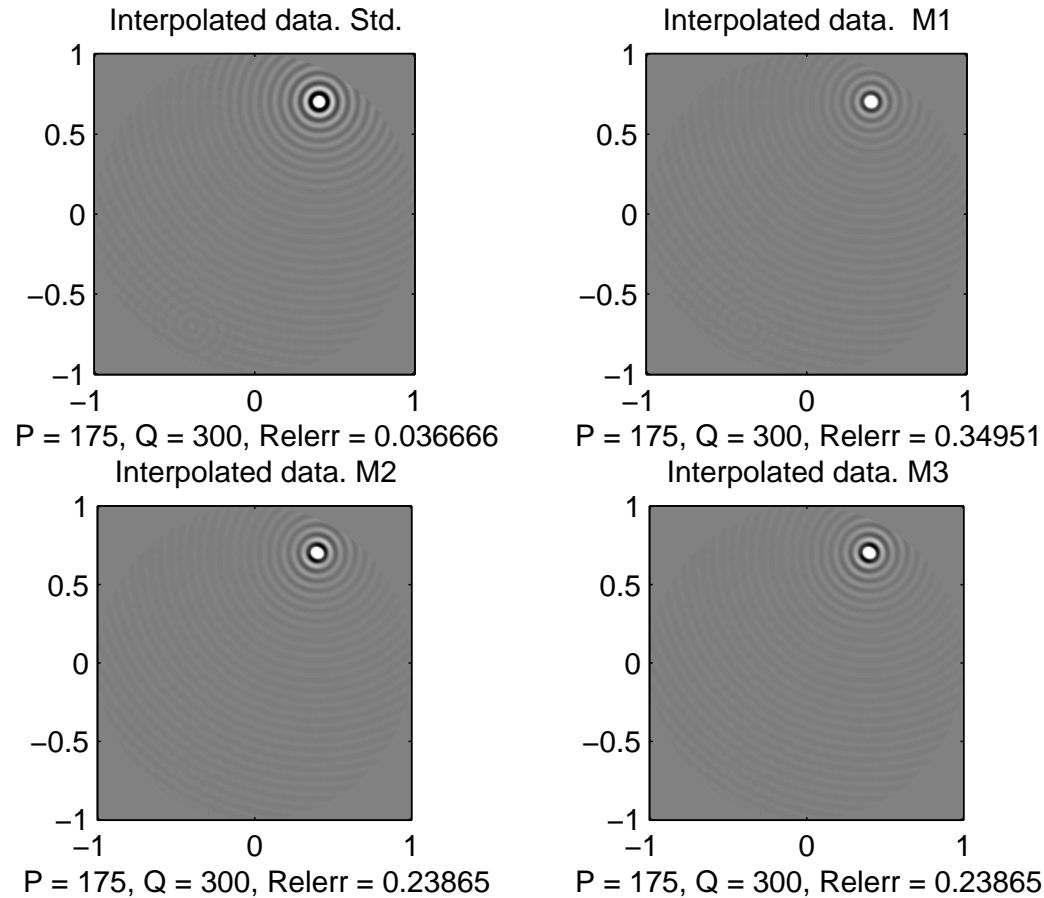 Interpolated data. Std.
1
0.5
0
−0.5
−1
−1 0 1
P = 175, Q = 300, Relerr = 0.036666
Interpolated data.  M1
1
0.5
0
−0.5
−1
−1 0 1
P = 175, Q = 300, Relerr = 0.34951
Interpolated data. M2
1
0.5
0
−0.5
−1
−1 0 1
P = 175, Q = 300, Relerr = 0.23865
Interpolated data. M3
1
0.5
0
−0.5
−1
−1 0 1
P = 175, Q = 300, Relerr = 0.23865